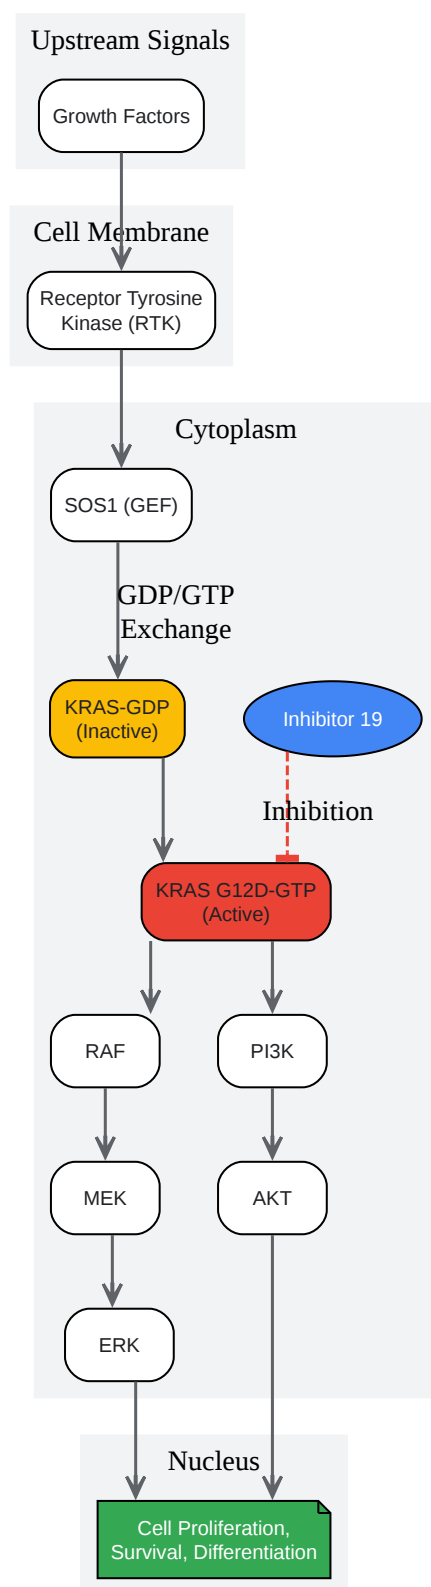 Upstream Signals
Growth Factors
Cell Membrane
Receptor Tyrosine
Kinase (RTK)
Cytoplasm
SOS1 (GEF)
GDP/GTP
Exchange
KRAS-GDP
(Inactive)
Inhibitor 19
Inhibition
KRAS G12D-GTP
(Active)
RAF
PI3K
MEK
AKT
ERK
Nucleus
Cell Proliferation,
Survival, Differentiation